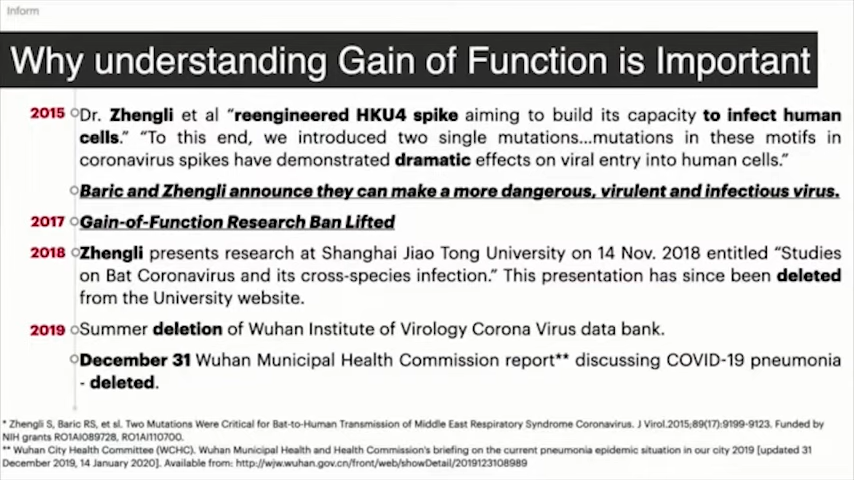 Inform
Why understanding Gain of Function is Important
2015 Dr. Zhengli et al “reengineered HKU4 spike aiming to build its capacity to infect human
cells.” “To this end, we introduced two single mutations...mutations in these motifs in
coronavirus spikes have demonstrated dramatic effects on viral entry into human cells.”
Baric and Zhengli announce they can make a more dangerous, virulent and infectious virus.
2017 Gain-of-Function Research Ban Lifted
2018 Zhengli presents research at Shanghai Jiao Tong University on 14 Nov. 2018 entitled “Studies
on Bat Coronavirus and its cross-species infection.” This presentation has since been deleted
from the University website.
2019 Summer deletion of Wuhan Institute of Virology Corona Virus data bank.
December 31 Wuhan Municipal Health Commission report** discussing COVID-19 pneumonia
- deleted.
* Zhengli S, Baric RS, et sl. Two Mutations Were Critical for Bat-to-Human Transmission of Middle East Respiratory Syndrome Coronavirus. J Virol.2015;89(17):9199-9123. Funded by
NIH grants RO1AI089728, RO1AI110700.
** Wuhan City Health Committee (WCHC). Wuhan Municipal Health and Health Commission's briefing on the current pneumonia epidemic situation in our city 2019 [updated 31
December 2019, 14 January 2020]. Available from: http://wjw.wuhan.gov.cn/front/web/showDetail/2019123108989